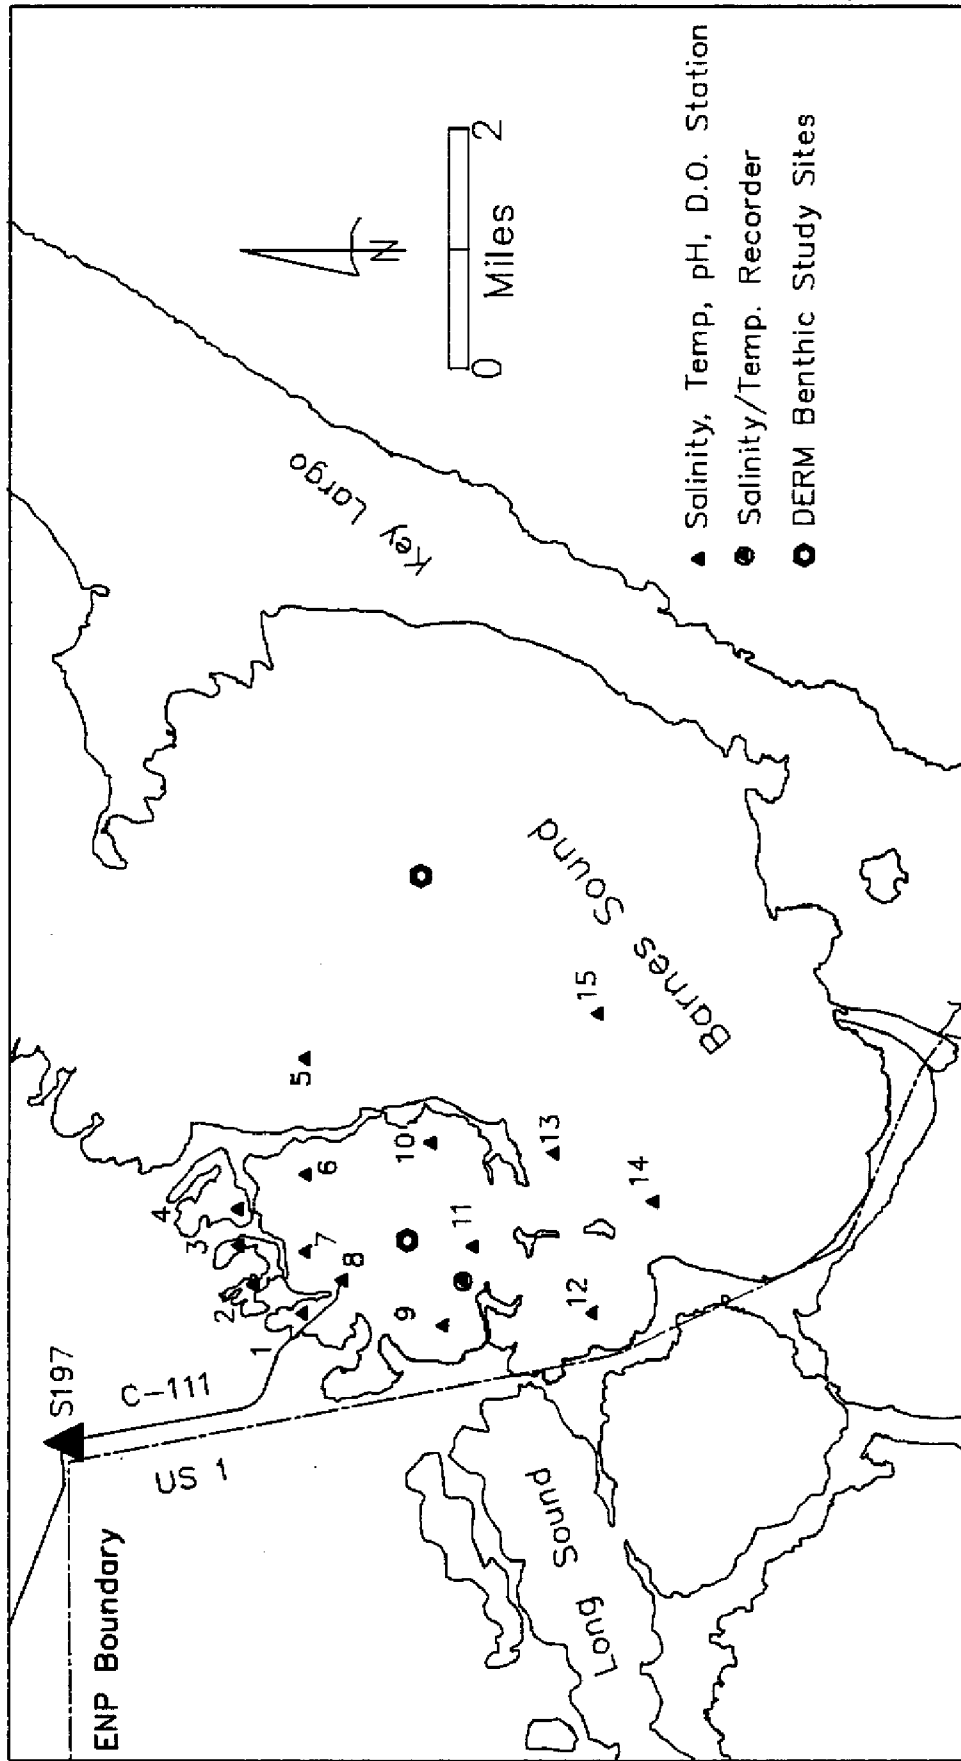 S197
C-111
US 1
ENP Boundary
1
2
3
4
5
6
7
8
9
10
11
12
13
14
15
Key Largo
Barnes Sound
Long Sound
N
0
2
Miles
Salinity, Temp, pH, D.O. Station
Salinity/Temp. Recorder
DERM Benthic Study Sites